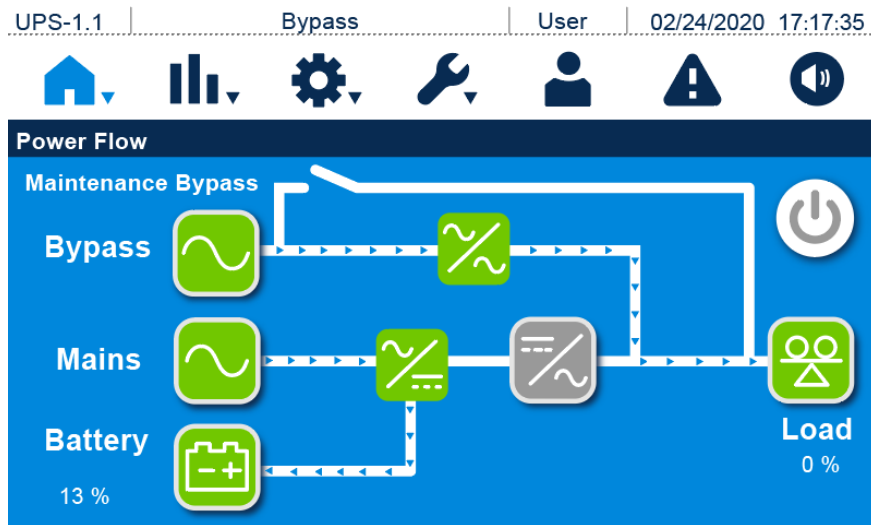 UPS-1.1 Bypass User 02/24/2020 17:17:35
Power Flow
Maintenance Bypass
Bypass
Mains
Battery
13 %
Load
0 %